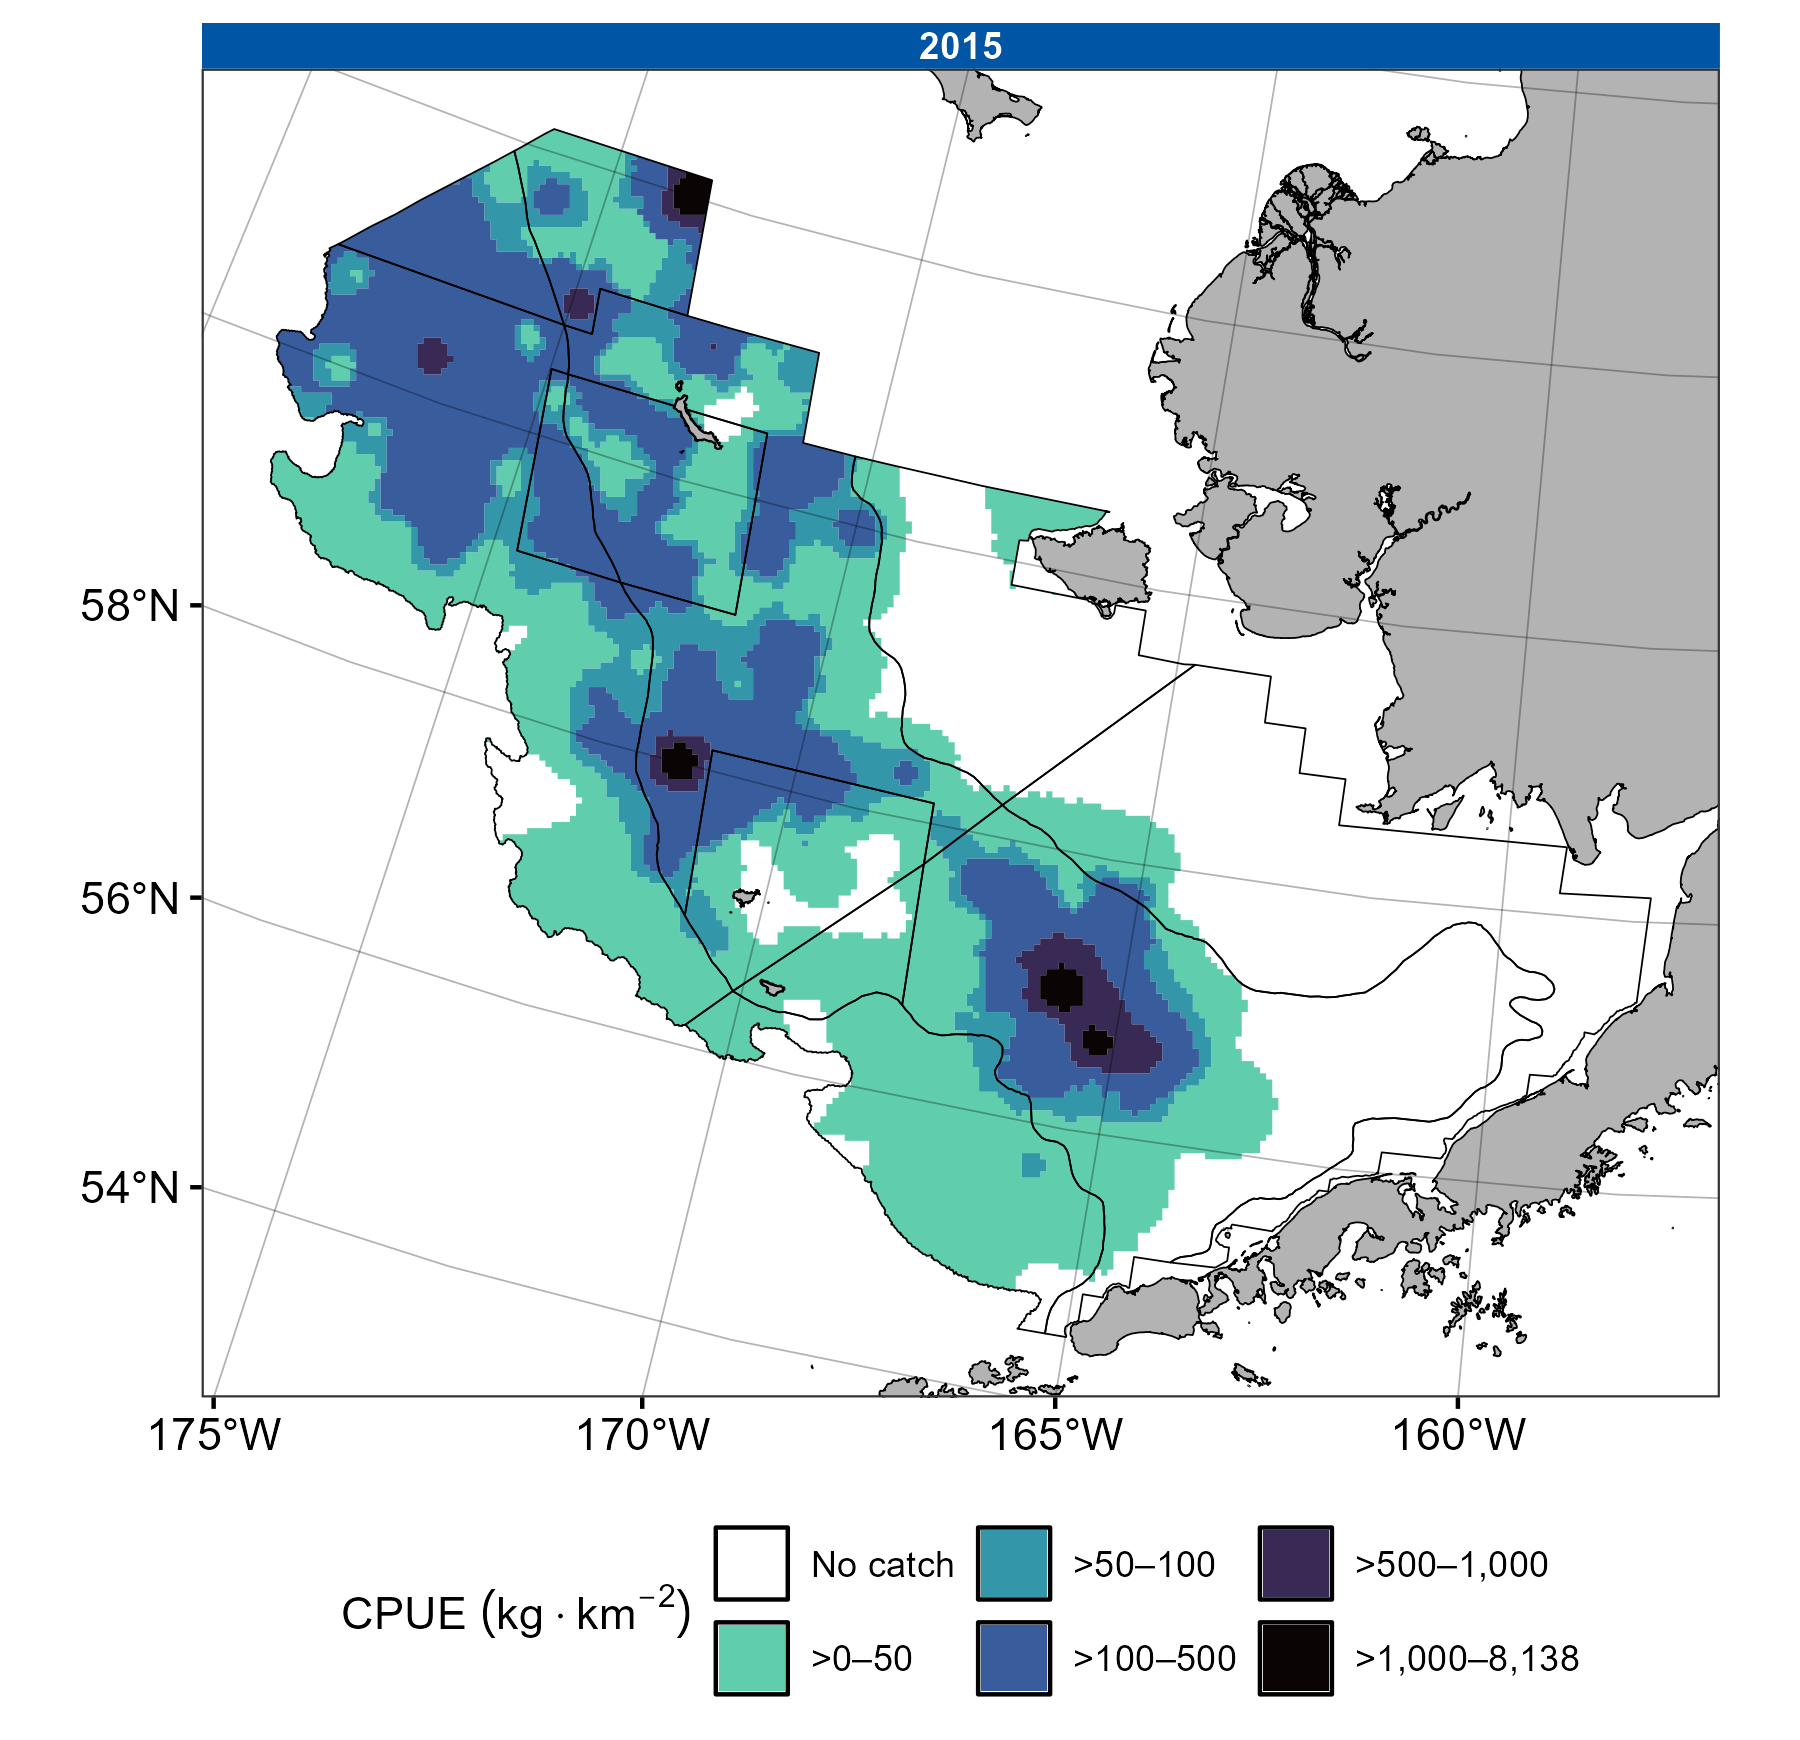 2015
58°N
56°N
54°N
175°W 170°W 165°W 160°W
CPUE (kg · km⁻²)
No catch >50–100 >500–1,000
>0–50 >100–500 >1,000–8,138